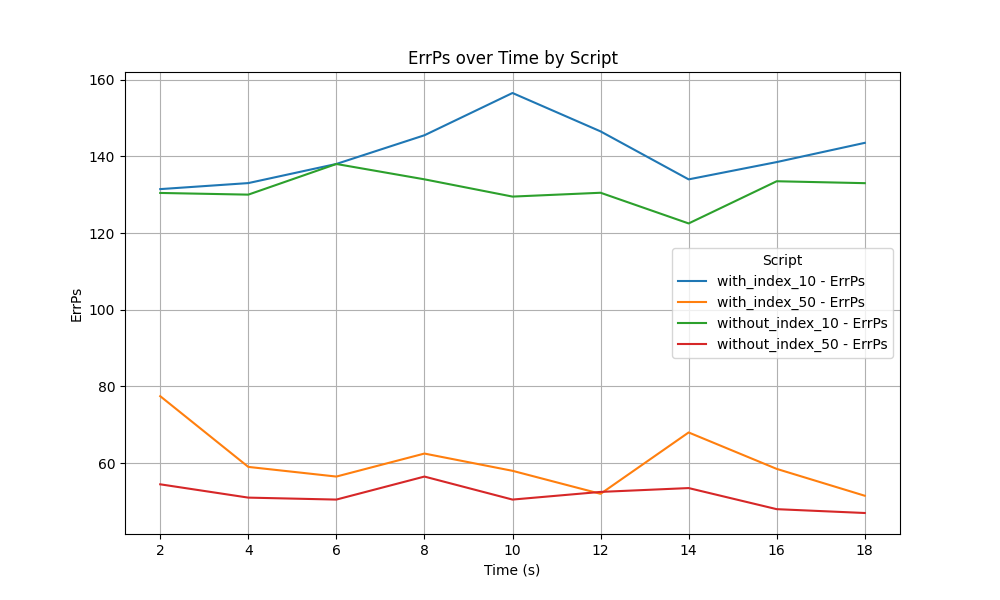 ErrPs over Time by Script
160
140
120
100
80
60
ErrPs
Script
with_index_10 - ErrPs
with_index_50 - ErrPs
without_index_10 - ErrPs
without_index_50 - ErrPs
2 4 6 8 10 12 14 16 18
Time (s)